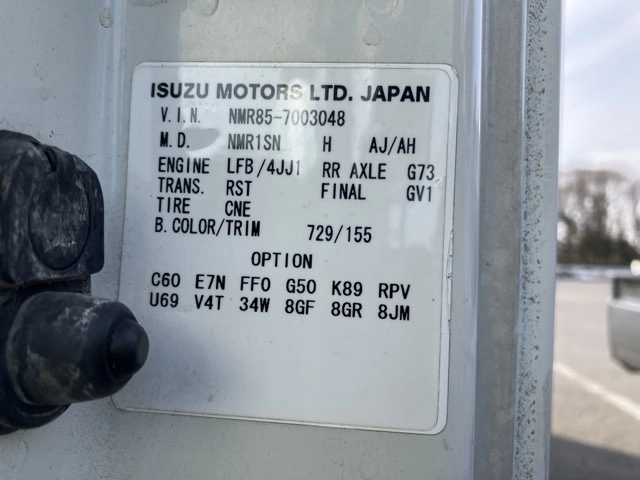 ISUZU MOTORS LTD. JAPAN
V.I.N. NMR85-7003048
M.D. NMR1SN H AJ/AH
ENGINE LFB/4JJ1 RR AXLE G73
TRANS. RST FINAL GV1
TIRE CNE
B.COLOR/TRIM 729/155
OPTION
C60 E7N FF0 G50 K89 RPV
U69 V4T 34W 8GF 8GR 8JM